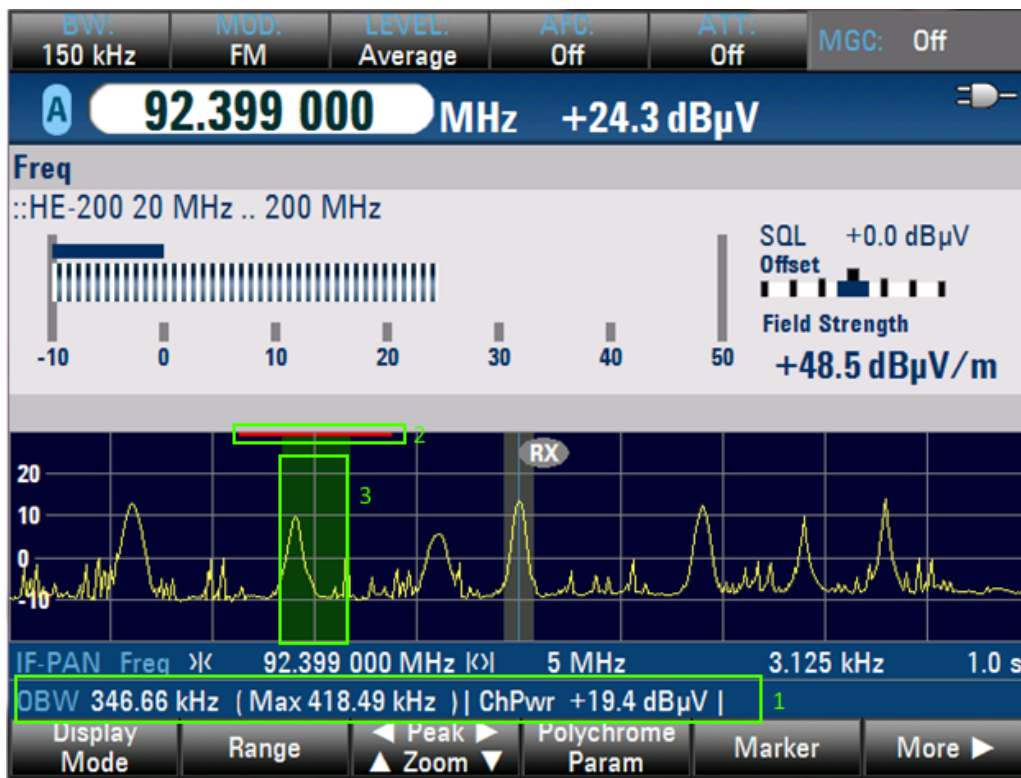 BW: MOD: LEVEL: AFC: ATT: MGC: Off
150 kHz FM Average Off Off
A 92.399 000 MHz +24.3 dBµV
Freq
::HE-200 20 MHz .. 200 MHz
SQL +0.0 dBµV
Offset
Field Strength
-10 0 10 20 30 40 50
+48.5 dBµV/m
2
RX
20
3
10
0
-10
IF-PAN Freq 92.399 000 MHz 5 MHz 3.125 kHz 1.0 s
OBW 346.66 kHz ( Max 418.49 kHz )| ChPwr +19.4 dBµV | 1
Display Mode Range ◀ Peak ▶ ▲ Zoom ▼ Polychrome Param Marker More ▶